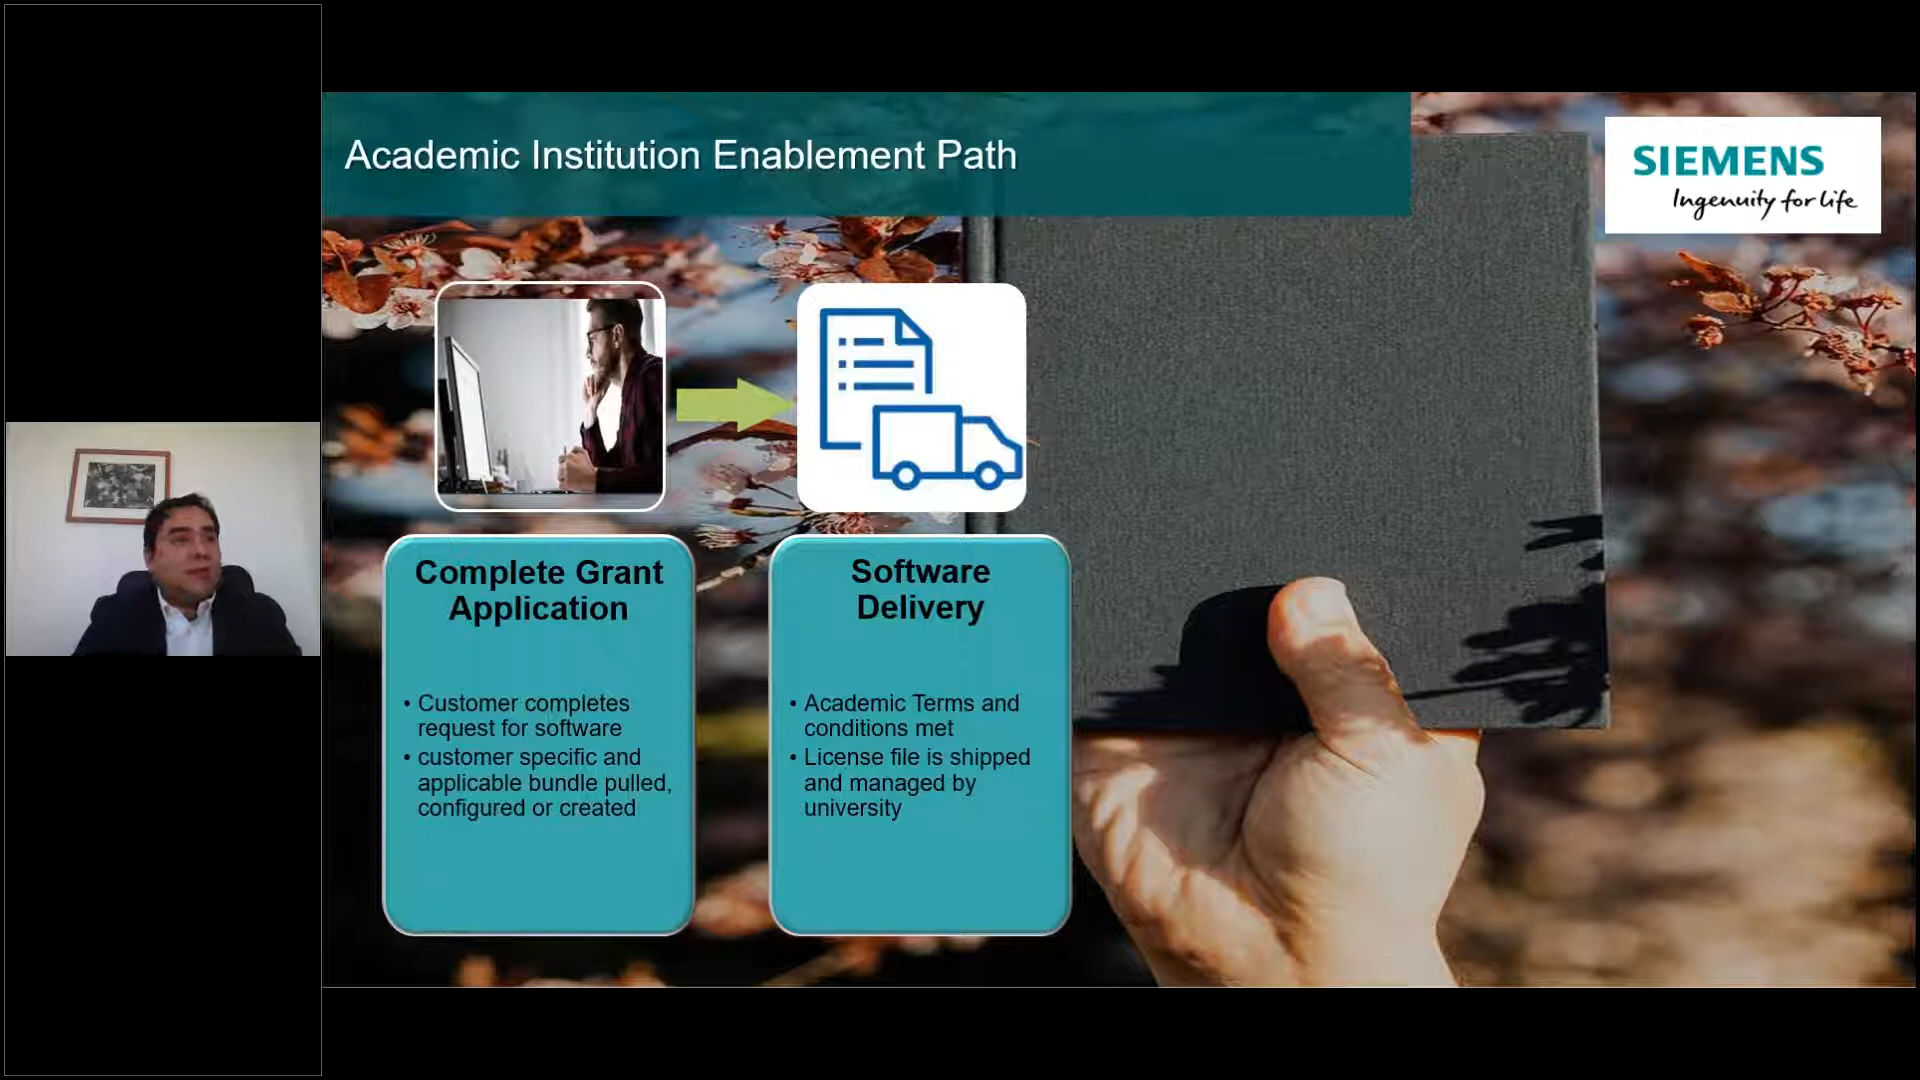 Academic Institution Enablement Path
SIEMENS
Ingenuity for life
Complete Grant
Application
• Customer completes
request for software
• customer specific and
applicable bundle pulled,
configured or created
Software
Delivery
• Academic Terms and
conditions met
• License file is shipped
and managed by
university